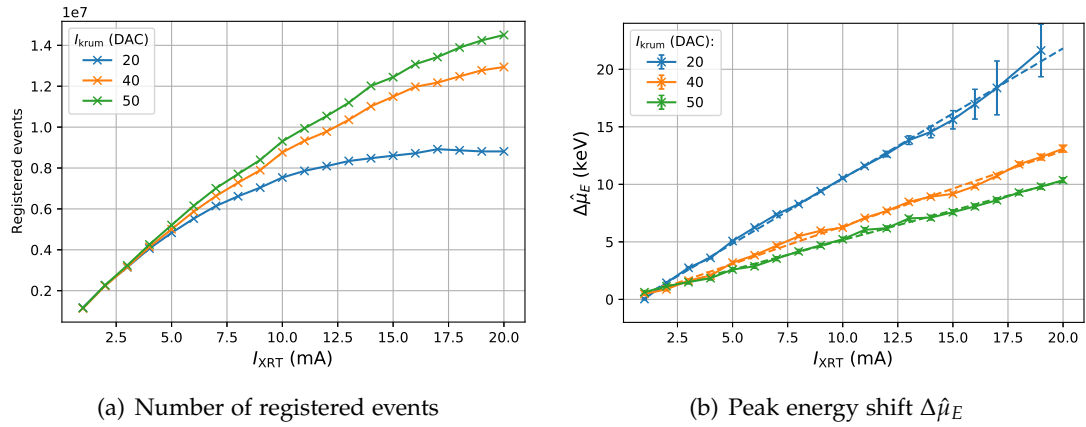 1e7
I_krum (DAC)
20
40
50
Registered events
1.4
1.2
1.0
0.8
0.6
0.4
0.2
2.5 5.0 7.5 10.0 12.5 15.0 17.5 20.0
I_XRT (mA)
(a) Number of registered events
I_krum (DAC):
20
40
50
Δμ̂_E (keV)
20
15
10
5
0
2.5 5.0 7.5 10.0 12.5 15.0 17.5 20.0
I_XRT (mA)
(b) Peak energy shift Δμ̂_E